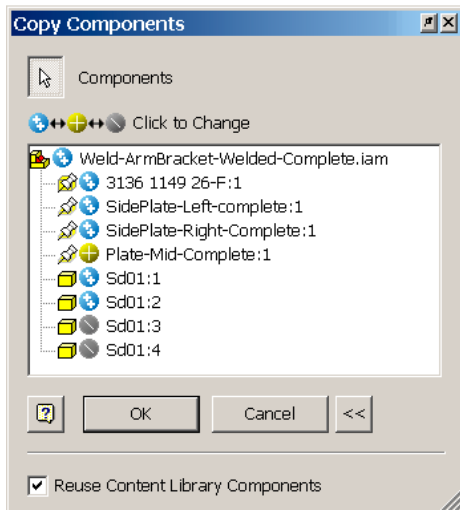 Copy Components
Components
Click to Change
Weld-ArmBracket-Welded-Complete.iam
3136 1149 26-F:1
SidePlate-Left-complete:1
SidePlate-Right-Complete:1
Plate-Mid-Complete:1
Sd01:1
Sd01:2
Sd01:3
Sd01:4
OK Cancel <<
Reuse Content Library Components